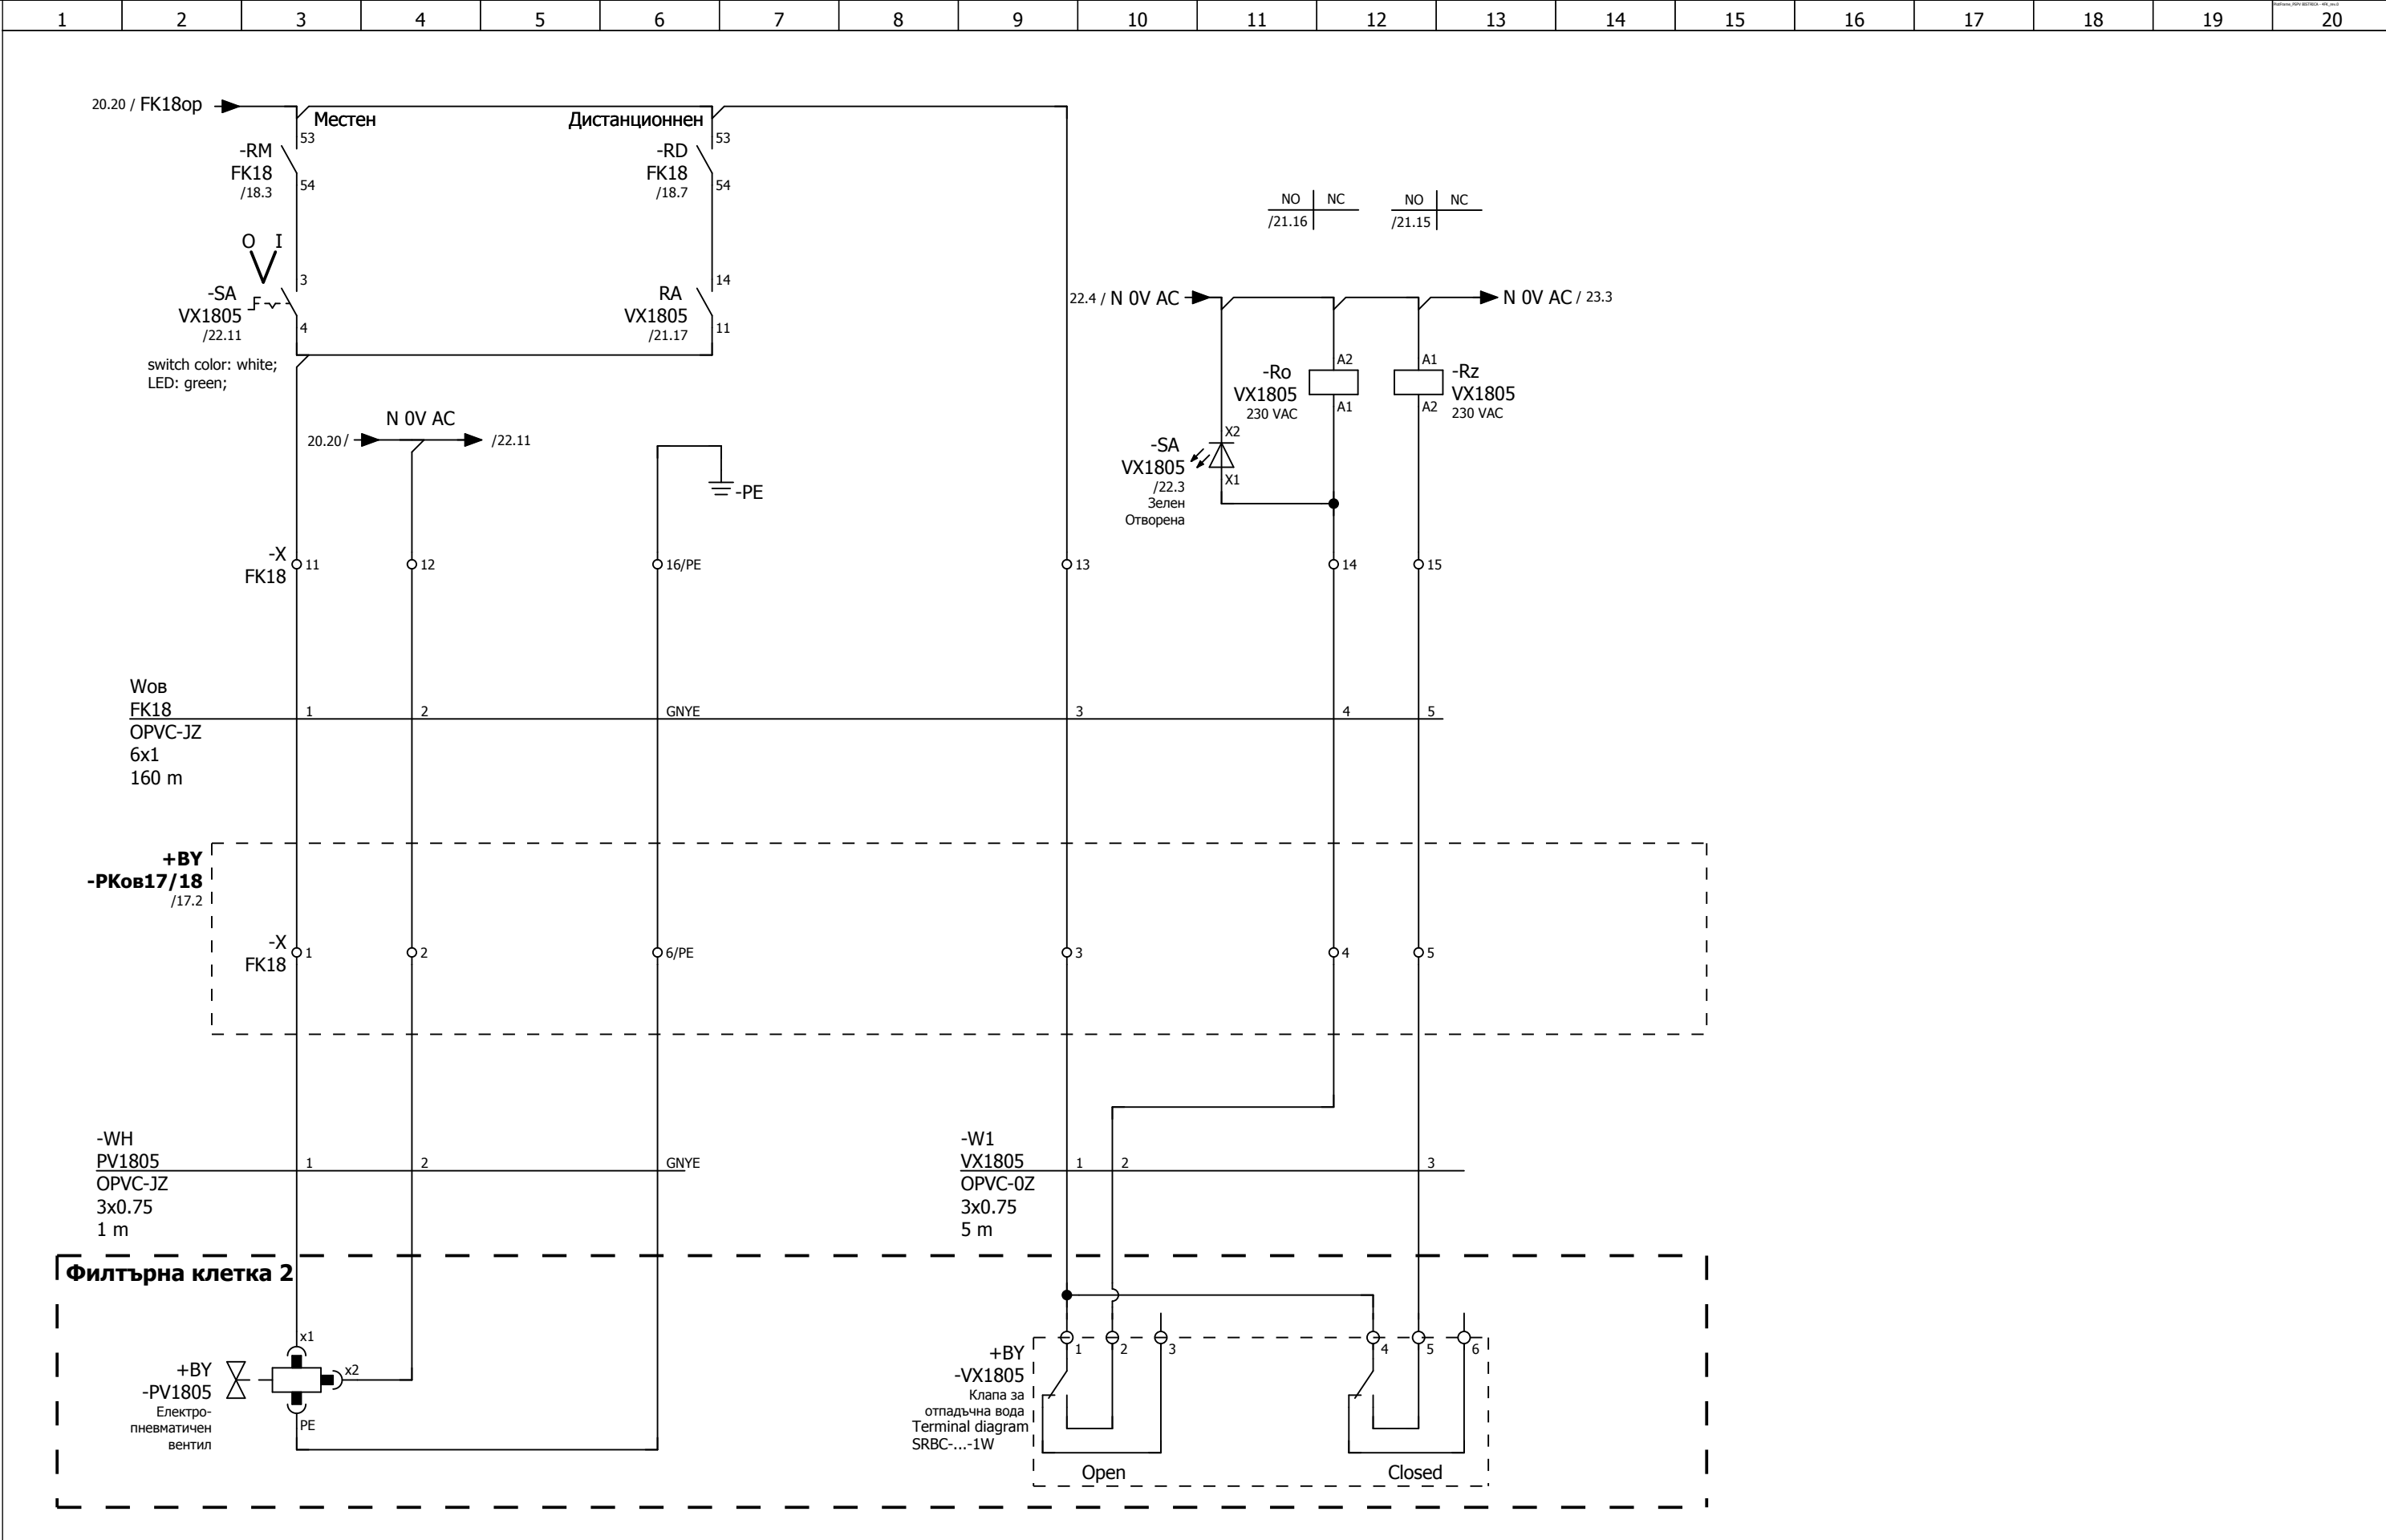 1 2 3 4 5 6 7 8 9 10 11 12 13 14 15 16 17 18 19 20
20.20 / FK18op
Местен
Дистанционнен
53
-RM
FK18
/18.3
54
53
-RD
FK18
/18.7
54
NO NC
/21.16
NO NC
/21.15
O I
3
-SA
VX1805
/22.11
4
switch color: white;
LED: green;
14
RA
VX1805
/21.17
11
22.4 / N 0V AC
N 0V AC / 23.3
A2
-Ro
VX1805
230 VAC
A1
A1
-Rz
VX1805
230 VAC
A2
N 0V AC
20.20/
/22.11
-PE
X2
-SA
VX1805
/22.3
Зелен
Отворена
X1
-X
FK18
11
12
16/PE
13
14
15
Wов
FK18
OPVC-JZ
6x1
160 m
1
2
GNYE
3
4
5
+BY
-РКов17/18
/17.2
-X
FK18
1
2
6/PE
3
4
5
-WH
PV1805
OPVC-JZ
3x0.75
1 m
1
2
GNYE
-W1
VX1805
OPVC-0Z
3x0.75
5 m
1
2
3
Филтърна клетка 2
x1
x2
PE
+BY
-PV1805
Електро-
пневматичен
вентил
+BY
-VX1805
Клапа за
отпадъчна вода
Terminal diagram
SRBC-...-1W
1
2
3
4
5
6
Open
Closed